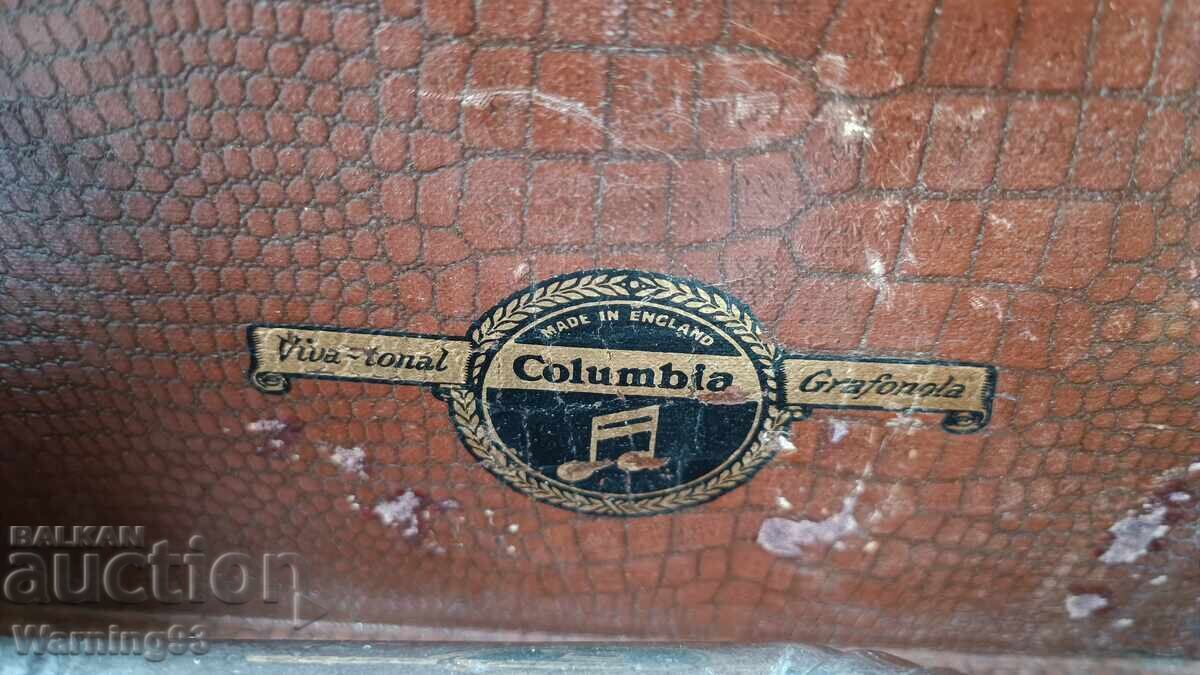 MADE IN ENGLAND
Viva-tonal Columbia Grafonola
BALKAN
auction
Warning93